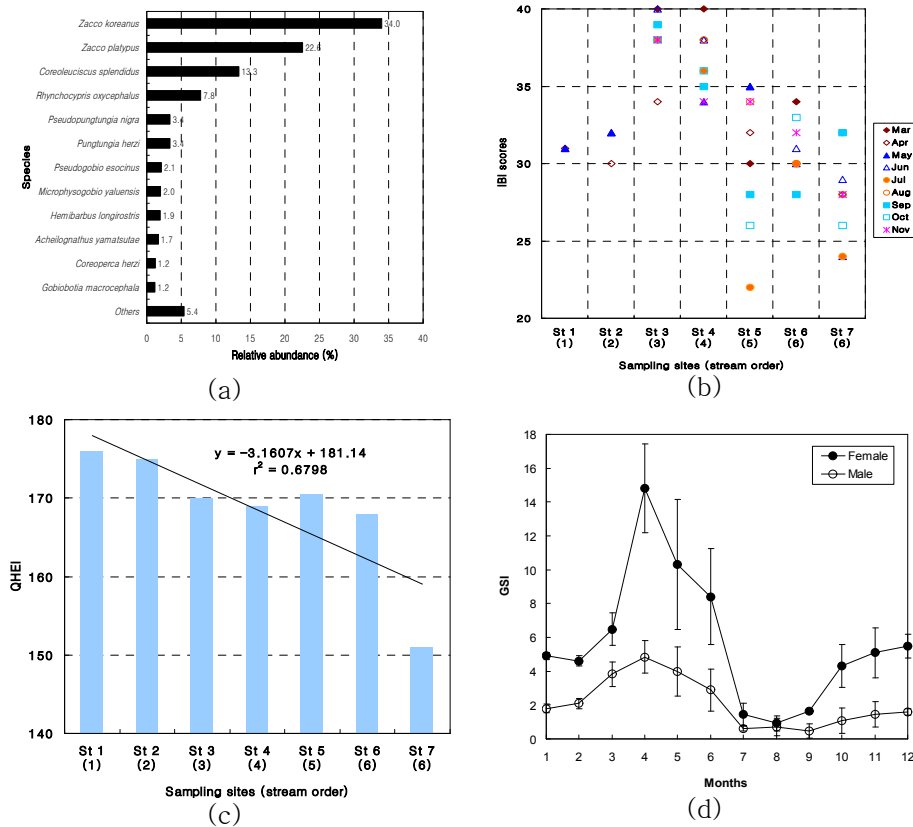 Species
Zacco koreanus 34.0
Zacco platypus 22.6
Coreoleuciscus splendidus 13.3
Rhynchocypris oxycephalus 7.8
Pseudopungtungia nigra 3.4
Pungtungia herzi 3.4
Pseudogobio esocinus 2.1
Microphysogobio yaluensis 2.0
Hemibarbus longirostris 1.9
Acheilognathus yamatsutae 1.7
Coreoperca herzi 1.2
Gobiobotia macrocephala 1.2
Others 5.4
0 5 10 15 20 25 30 35 40
Relative abundance (%)
(a)
IBI scores
40
35
30
25
20
St 1 St 2 St 3 St 4 St 5 St 6 St 7
(1) (2) (3) (4) (5) (6) (6)
Sampling sites (stream order)
Mar
Apr
May
Jun
Jul
Aug
Sep
Oct
Nov
(b)
QHEI
180
170
160
150
140
y = −3.1607x + 181.14
r² = 0.6798
St 1 St 2 St 3 St 4 St 5 St 6 St 7
(1) (2) (3) (4) (5) (6) (6)
Sampling sites (stream order)
(c)
GSI
18
16
14
12
10
8
6
4
2
0
Female
Male
1 2 3 4 5 6 7 8 9 10 11 12
Months
(d)